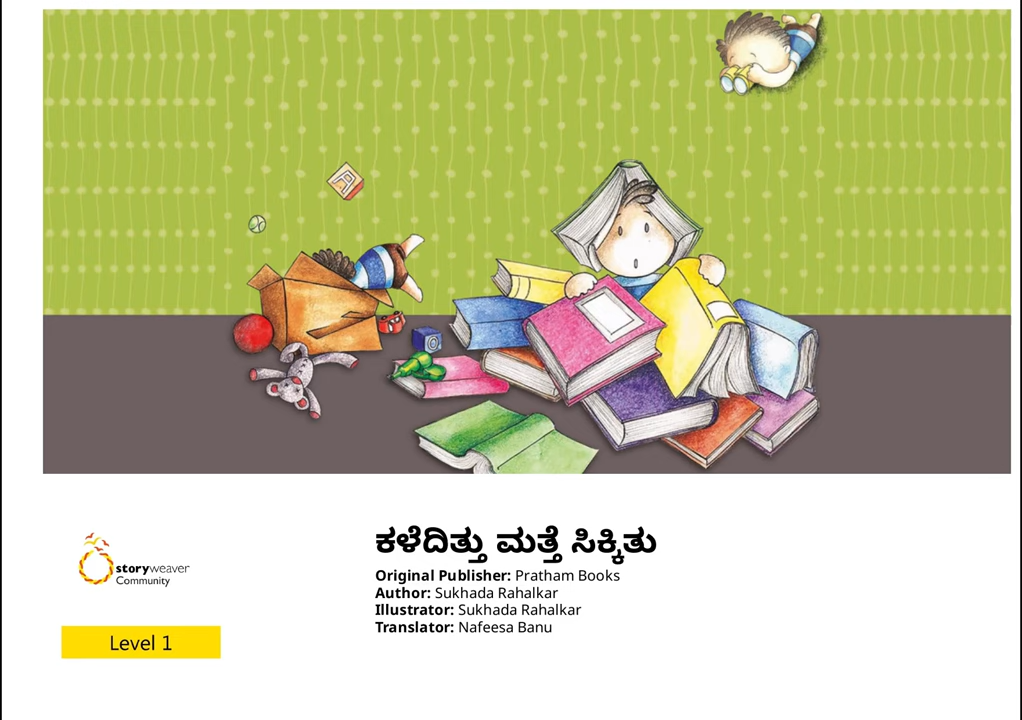 ಕಳೆದಿತ್ತು ಮತ್ತೆ ಸಿಕ್ಕಿತು
Original Publisher: Pratham Books
Author: Sukhada Rahalkar
Illustrator: Sukhada Rahalkar
Translator: Nafeesa Banu
storyweaver
Community
Level 1